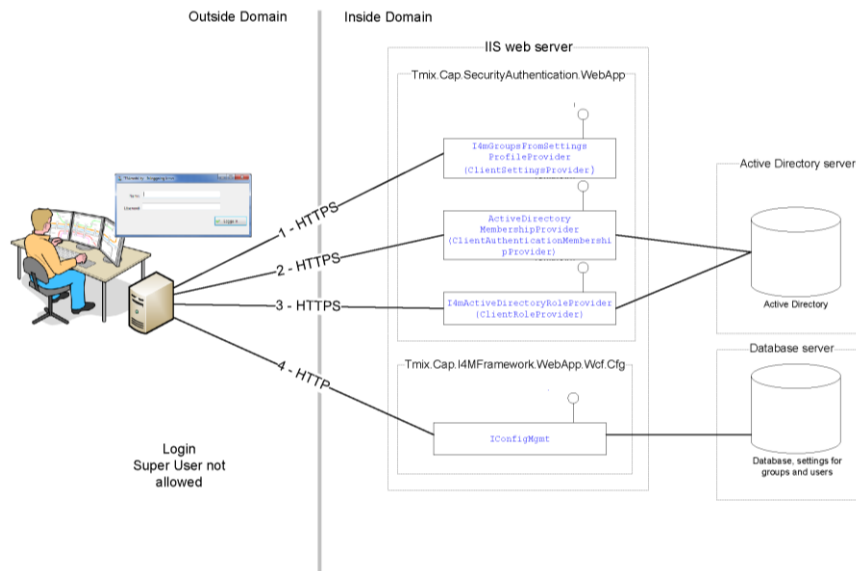 Outside Domain
Inside Domain
IIS web server
Tmix.Cap.SecurityAuthentication.WebApp
I4mGroupsFromSettings
ProfileProvider
(ClientSettingsProvider)
Active Directory server
1 - HTTPS
ActiveDirectory
MembershipProvider
(ClientAuthenticationMembershi
pProvider)
2 - HTTPS
3 - HTTPS
I4mActiveDirectoryRoleProvider
(ClientRoleProvider)
Active Directory
4 - HTTP
Tmix.Cap.I4MFramework.WebApp.Wcf.Cfg
Database server
IConfigMgmt
Login
Super User not
allowed
Database, settings for
groups and users